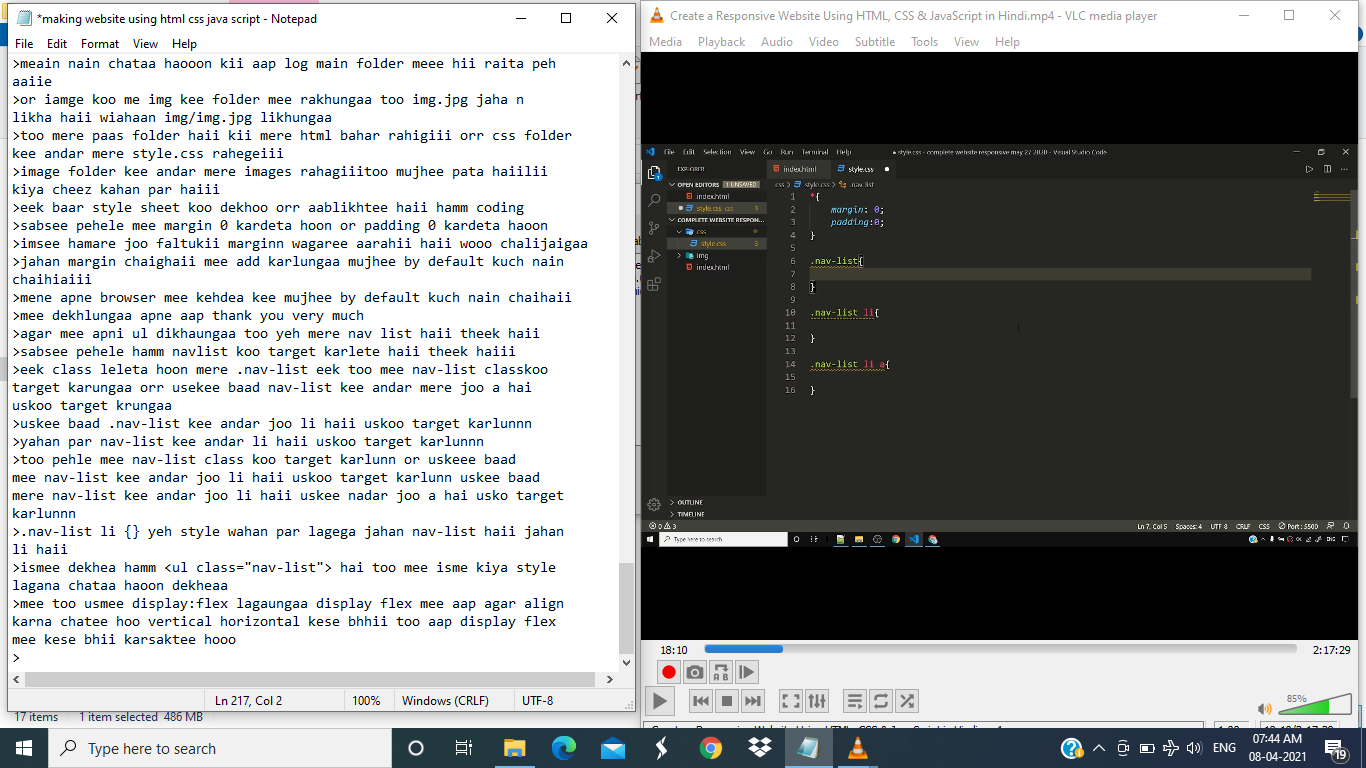 *making website using html css java script - Notepad
File Edit Format View Help
>meain nain chataa haooon kii aap log main folder meee hii raita peh
aaiie
>or iamge koo me img kee folder mee rakhungaa too img.jpg jaha n
likha haii wiahaan img/img.jpg likhungaa
>too mere paas folder haii kii mere html bahar rahigiii orr css folder
kee andar mere style.css rahegeiii
>image folder kee andar mere images rahagiiitoo mujhee pata haiilii
kiya cheez kahan par haiii
>eek baar style sheet koo dekhoo orr aablikhtee haii hamm coding
>sabsee pehele mee margin 0 kardeta hoon or padding 0 kardeta haoon
>imsee hamare joo faltukii marginn wagaree aarahii haii wooo chalijaigaa
>jahan margin chaighaii mee add karlungaa mujhee by default kuch nain
chaihiaiii
>mene apne browser mee kehdea kee mujhee by default kuch nain chaihaii
>mee dekhlungaa apne aap thank you very much
>agar mee apni ul dikhaungaa too yeh mere nav list haii theek haii
>sabsee pehele hamm navlist koo target karlete haii theek haiii
>eek class leleta hoon mere .nav-list eek too mee nav-list classkoo
target karungaa orr usekee baad nav-list kee andar mere joo a hai
uskoo target krungaa
>uskee baad .nav-list kee andar joo li haii uskoo target karlunnn
>yahan par nav-list kee andar li haii uskoo target karlunnn
>too pehle mee nav-list class koo target karlunn or uskeee baad
mee nav-list kee andar joo li haii uskoo target karlunn uskee baad
mere nav-list kee andar joo li haii uskee nadar joo a hai usko target
karlunnn
>.nav-list li {} yeh style wahan par lagega jahan nav-list haii jahan
li haii
>ismee dekhea hamm <ul class="nav-list"> hai too mee isme kiya style
lagana chataa haoon dekheaa
>mee too usmee display:flex lagaungaa display flex mee aap agar align
karna chatee hoo vertical horizontal kese bhhii too aap display flex
mee kese bhii karsaktee hooo
>
Ln 217, Col 2 100% Windows (CRLF) UTF-8
17 items 1 item selected 486 MB
Create a Responsive Website Using HTML, CSS & JavaScript in Hindi.mp4 - VLC media player
Media Playback Audio Video Subtitle Tools View Help
File Edit Selection View Go Run Terminal Help
● style.css - complete website responsive may 27 2020 - Visual Studio Code
EXPLORER
index.html
style.css
OPEN EDITORS 1 UNSAVED
index.html
style.css css 3
COMPLETE WEBSITE RESPON...
css
style.css 3
img
index.html
OUTLINE
TIMELINE
css > style.css > .nav-list
1 *{
2 margin: 0;
3 padding:0;
4 }
5
6 .nav-list{
7
8 }
9
10 .nav-list li{
11
12 }
13
14 .nav-list li a{
15
16 }
0 3
Ln 7, Col 5 Spaces: 4 UTF-8 CRLF CSS Port : 5500
Type here to search
ENG
18:10 2:17:29
85%
Type here to search
ENG
07:44 AM
08-04-2021
19